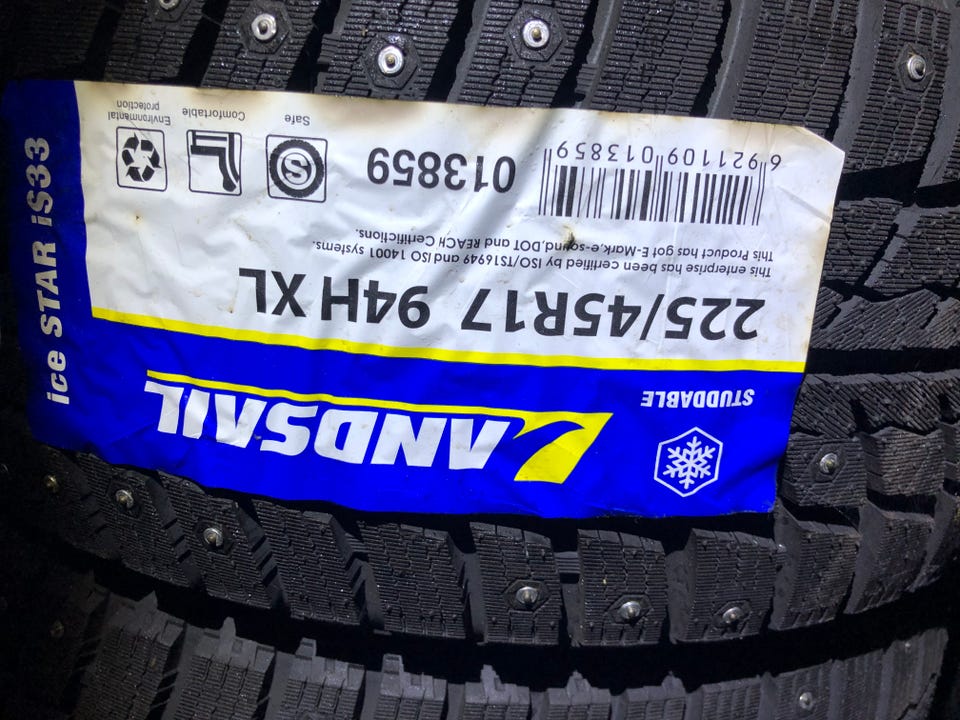 STUDDABLE
LANDSAIL
225/45R17 94H XL
This enterprise has been certified by ISO/TS16949 and ISO 14001 systems.
This Product has got E-Mark,e-sound,DOT and REACH Certifictions.
6 921109 013859
013859
Safe
Comfortable
Environmental
protection
ice STAR iS33